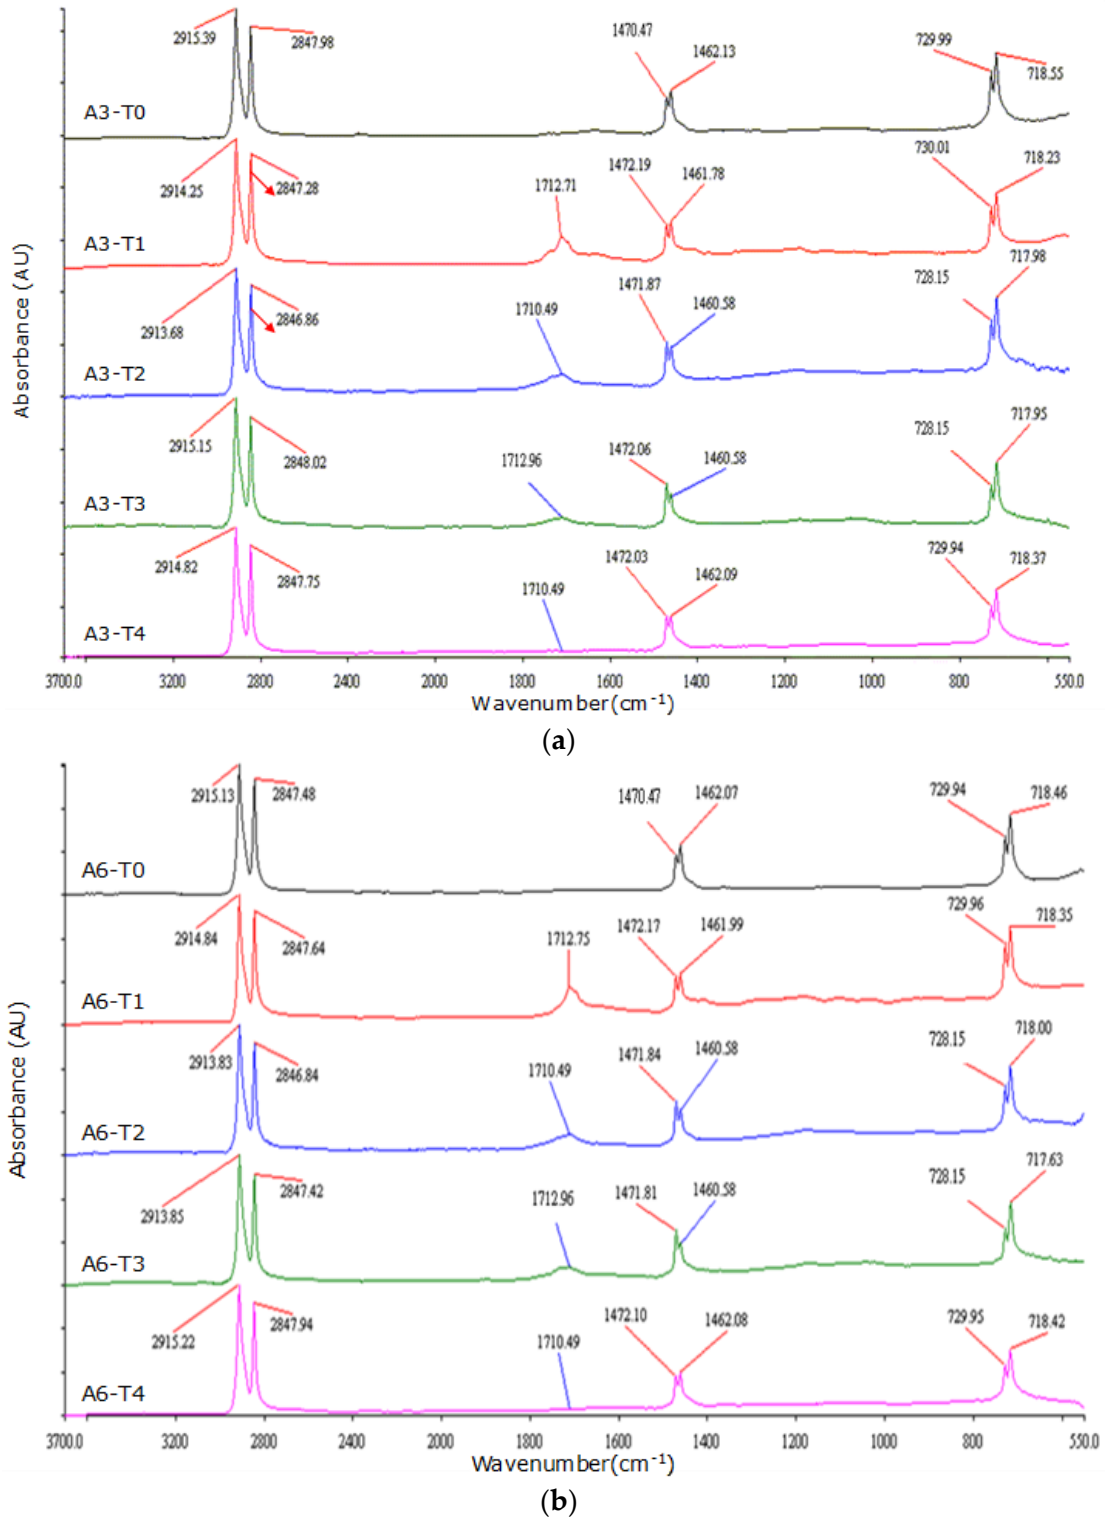 2915.39 2847.98 1470.47 1462.13 729.99 718.55
A3-T0
2914.25 2847.28 1712.71 1472.19 1461.78 730.01 718.23
A3-T1
2913.68 2846.86 1710.49 1471.87 1460.58 728.15 717.98
A3-T2
2915.15 2848.02 1712.96 1472.06 1460.58 728.15 717.95
A3-T3
2914.82 2847.75 1710.49 1472.03 1462.09 729.94 718.37
A3-T4
Absorbance (AU)
3700.0 3200 2800 2400 2000 1600 1400 1200 1000 800 550.0
Wavenumber(cm⁻¹)
(a)
2915.13 2847.48 1470.47 1462.07 729.94 718.46
A6-T0
2914.84 2847.64 1712.75 1472.17 1461.99 729.96 718.35
A6-T1
2913.83 2846.84 1710.49 1471.84 1460.58 728.15 718.00
A6-T2
2913.85 2847.42 1712.96 1471.81 1460.58 728.15 717.63
A6-T3
2915.22 2847.94 1710.49 1472.10 1462.08 729.95 718.42
A6-T4
Absorbance (AU)
3700.0 3200 2800 2400 2000 1600 1400 1200 1000 800 550.0
Wavenumber(cm⁻¹)
(b)